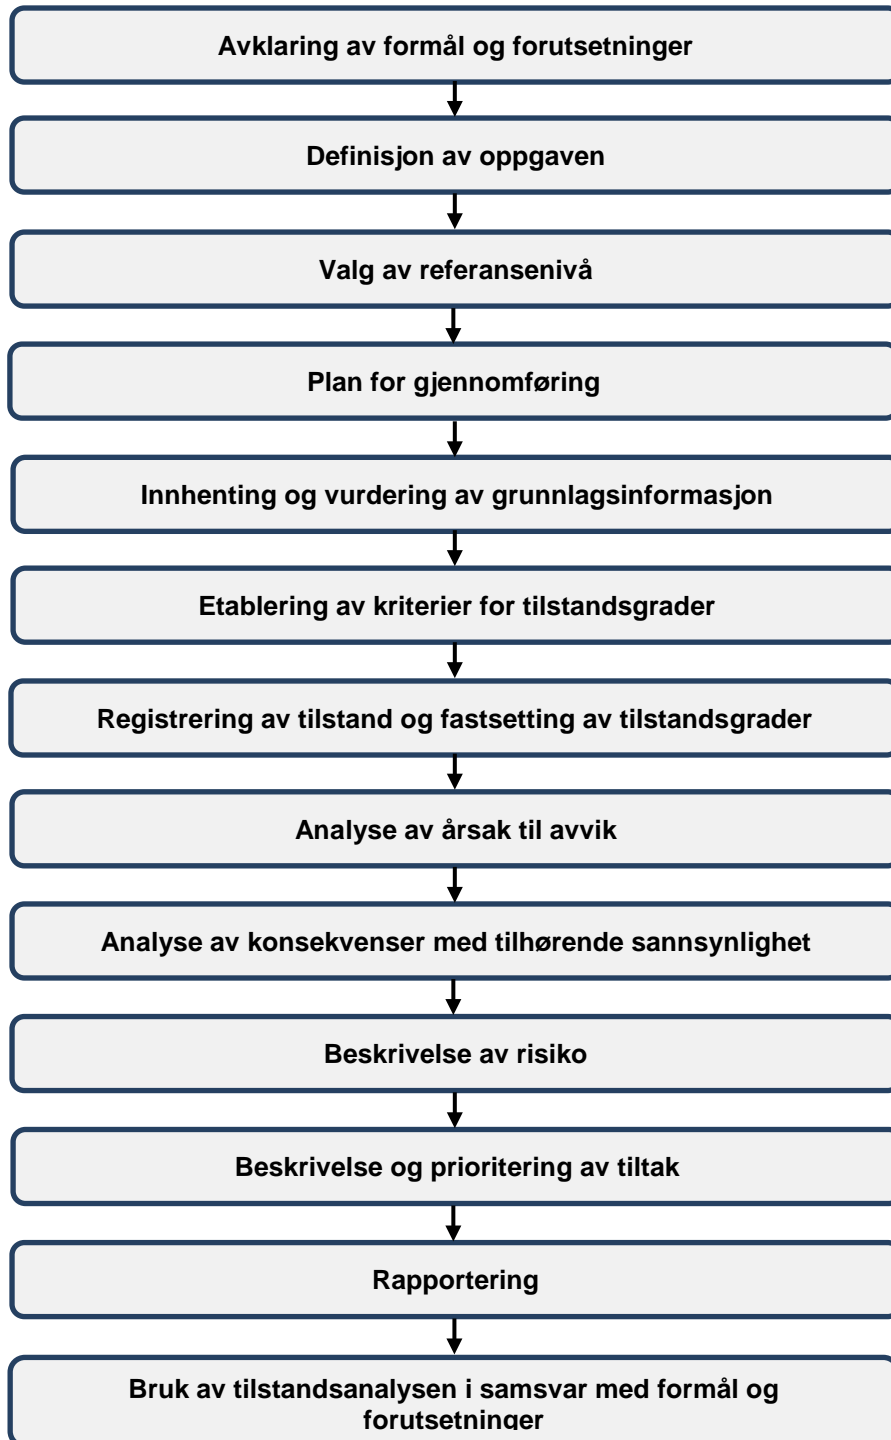 Avklaring av formål og forutsetninger
Definisjon av oppgaven
Valg av referansenivå
Plan for gjennomføring
Innhenting og vurdering av grunnlagsinformasjon
Etablering av kriterier for tilstandsgrader
Registrering av tilstand og fastsetting av tilstandsgrader
Analyse av årsak til avvik
Analyse av konsekvenser med tilhørende sannsynlighet
Beskrivelse av risiko
Beskrivelse og prioritering av tiltak
Rapportering
Bruk av tilstandsanalysen i samsvar med formål og
forutsetninger